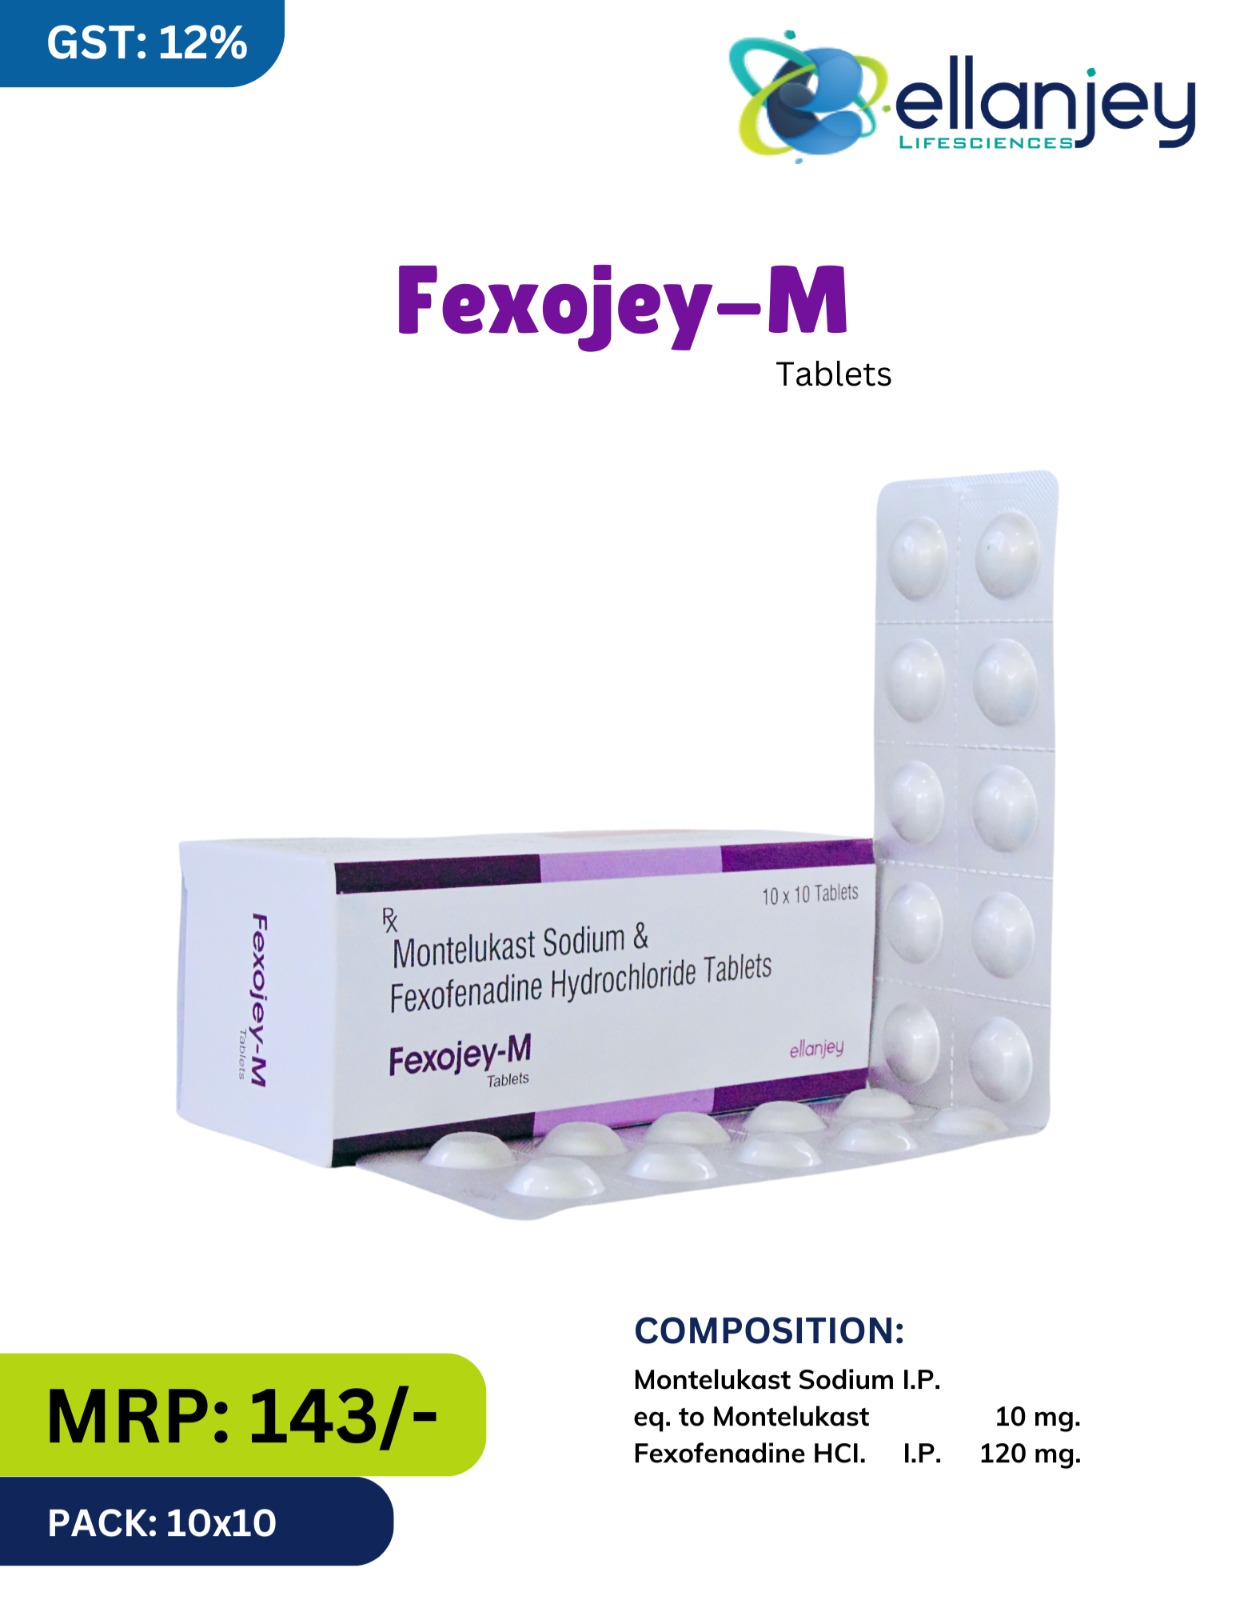 GST: 12%
ellanjey
LIFESCIENCES
Fexojey-M
Tablets
10 x 10 Tablets
Rx
Montelukast Sodium &
Fexofenadine Hydrochloride Tablets
Fexojey-M
Tablets
ellanjey
Fexojey-M
Tablets
COMPOSITION:
Montelukast Sodium I.P.
eq. to Montelukast 10 mg.
Fexofenadine HCl. I.P. 120 mg.
MRP: 143/-
PACK: 10x10